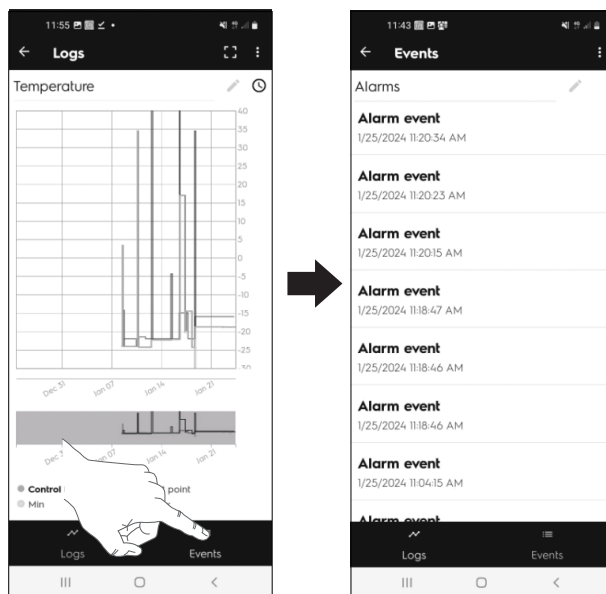 11:55
Logs
Temperature
40
35
30
25
20
15
10
5
0
-5
-10
-15
-20
-25
-30
Dec 31
Jan 07
Jan 14
Jan 21
Jan 14
Jan 21
Control
point
Min
Logs
Events
11:43
Events
Alarms
Alarm event
1/25/2024 11:20:34 AM
Alarm event
1/25/2024 11:20:23 AM
Alarm event
1/25/2024 11:20:15 AM
Alarm event
1/25/2024 11:18:47 AM
Alarm event
1/25/2024 11:18:46 AM
Alarm event
1/25/2024 11:18:46 AM
Alarm event
1/25/2024 11:04:15 AM
Alarm event
Logs
Events